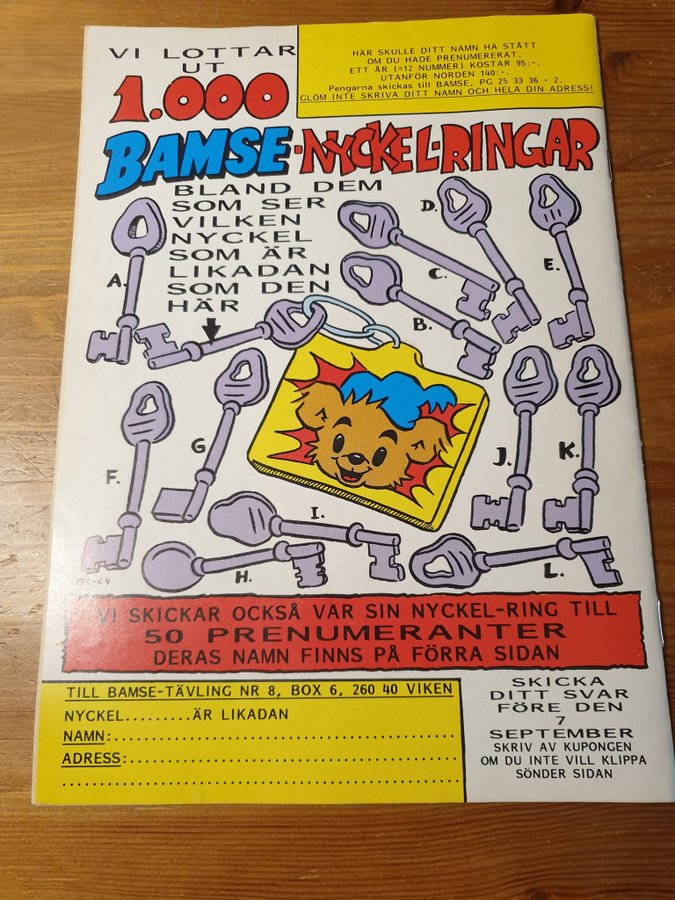 VI LOTTAR
UT
1.000
HÄR SKULLE DITT NAMN HA STÅTT
OM DU HADE PRENUMERERAT.
ETT ÅR (=12 NUMMER) KOSTAR 95:-,
UTANFÖR NORDEN 140:-.
Pengarna skickas till BAMSE, PG 25 33 36 - 2.
GLÖM INTE SKRIVA DITT NAMN OCH HELA DIN ADRESS!
BAMSE-NYCKEL-RINGAR
BLAND DEM
SOM SER
VILKEN
NYCKEL
SOM ÄR
LIKADAN
SOM DEN
HÄR
A.
B.
C.
D.
E.
F.
G
H.
I.
J.
K.
L.
VI SKICKAR OCKSÅ VAR SIN NYCKEL-RING TILL
50 PRENUMERANTER
DERAS NAMN FINNS PÅ FÖRRA SIDAN
TILL BAMSE-TÄVLING NR 8, BOX 6, 260 40 VIKEN
NYCKEL.........ÄR LIKADAN
NAMN:
ADRESS:
SKICKA
DITT SVAR
FÖRE DEN
7
SEPTEMBER
SKRIV AV KUPONGEN
OM DU INTE VILL KLIPPA
SÖNDER SIDAN